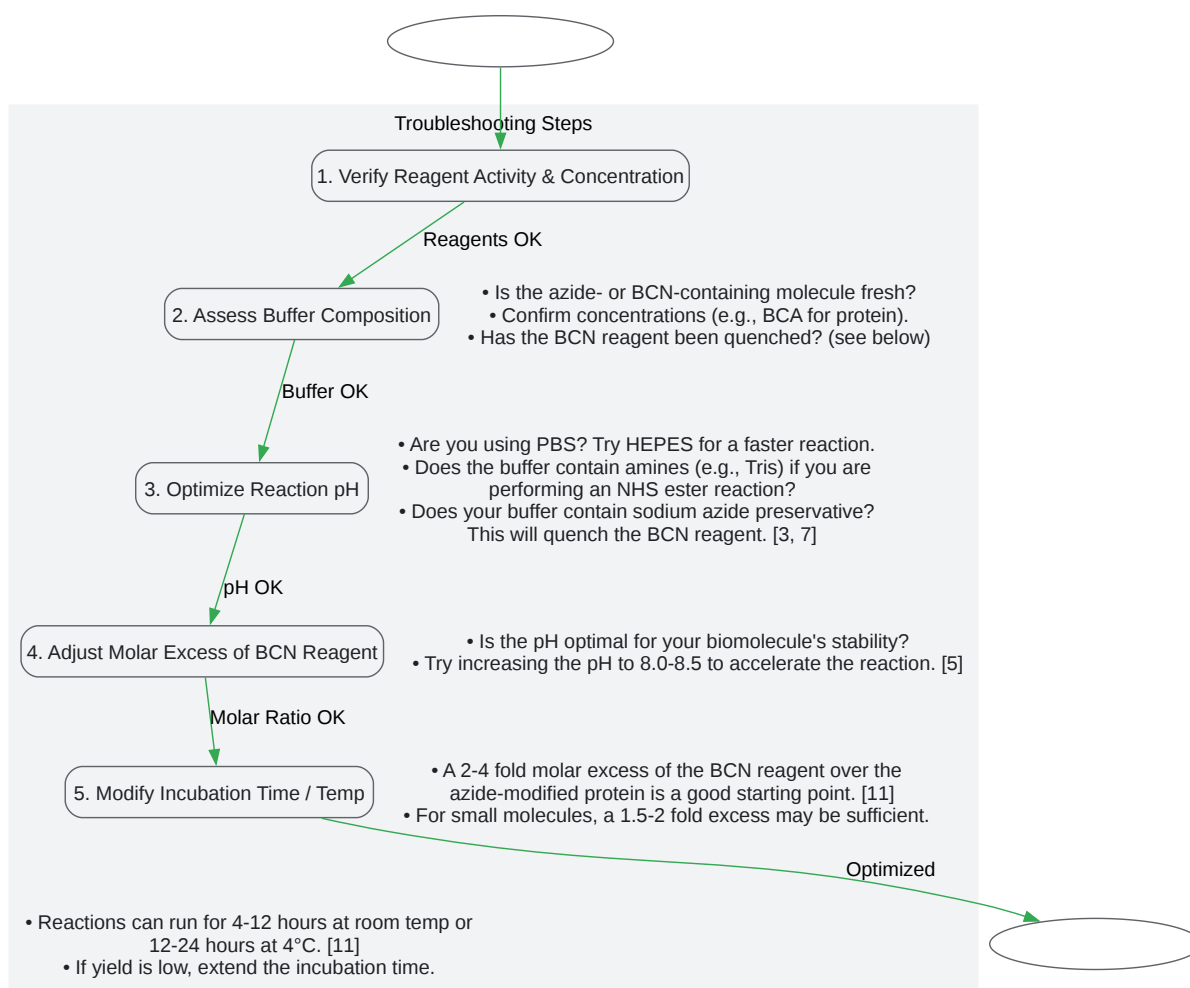 Troubleshooting Steps
1. Verify Reagent Activity & Concentration
Reagents OK
2. Assess Buffer Composition
• Is the azide- or BCN-containing molecule fresh?
• Confirm concentrations (e.g., BCA for protein).
• Has the BCN reagent been quenched? (see below)
Buffer OK
3. Optimize Reaction pH
• Are you using PBS? Try HEPES for a faster reaction.
• Does the buffer contain amines (e.g., Tris) if you are
performing an NHS ester reaction?
• Does your buffer contain sodium azide preservative?
This will quench the BCN reagent. [3, 7]
pH OK
4. Adjust Molar Excess of BCN Reagent
• Is the pH optimal for your biomolecule's stability?
• Try increasing the pH to 8.0-8.5 to accelerate the reaction. [5]
Molar Ratio OK
5. Modify Incubation Time / Temp
• A 2-4 fold molar excess of the BCN reagent over the
azide-modified protein is a good starting point. [11]
• For small molecules, a 1.5-2 fold excess may be sufficient.
Optimized
• Reactions can run for 4-12 hours at room temp or
12-24 hours at 4°C. [11]
• If yield is low, extend the incubation time.